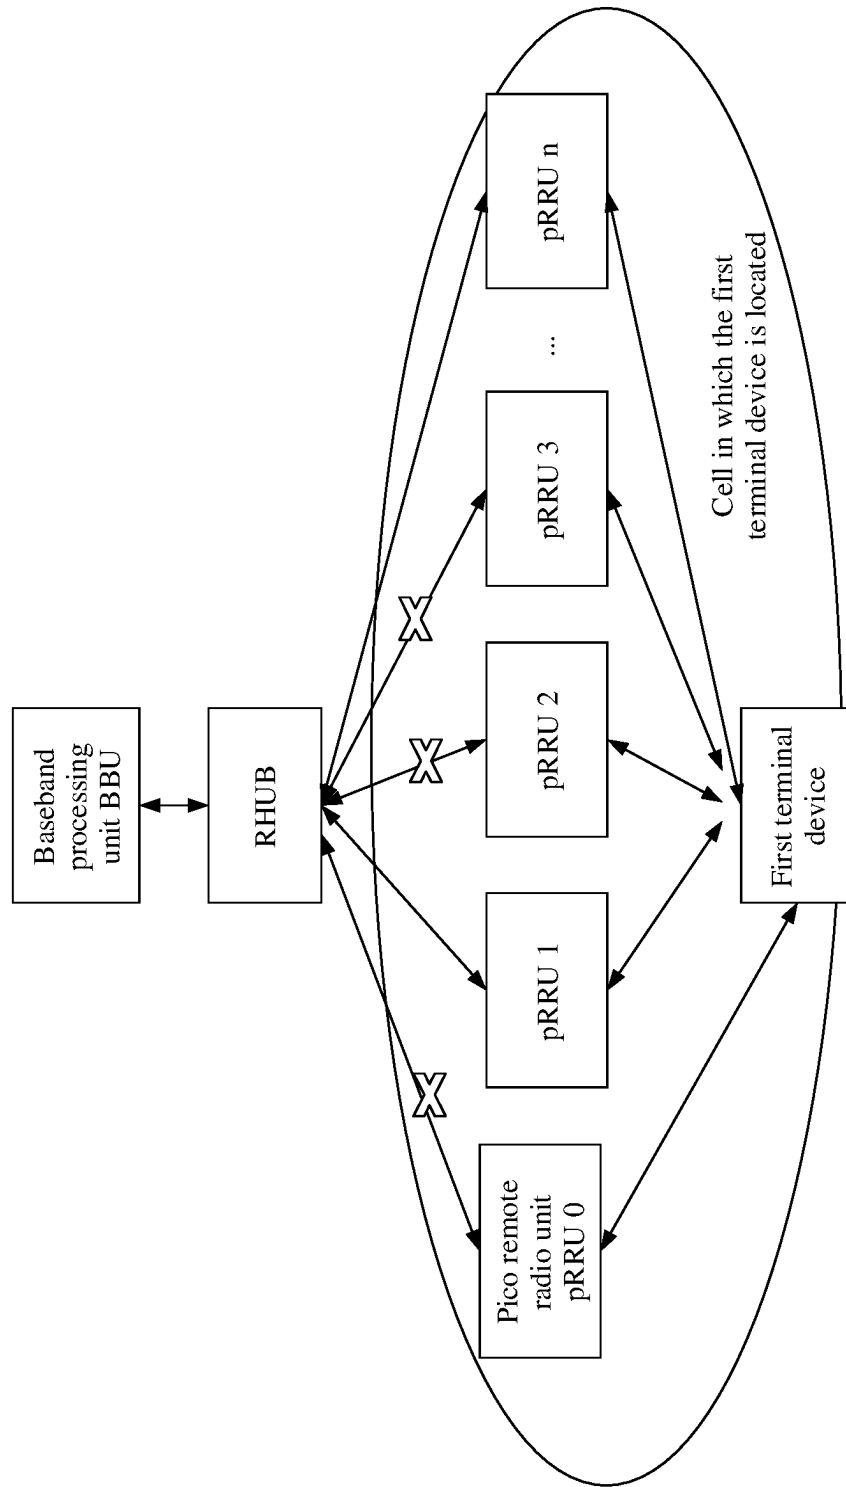 Baseband
processing
unit BBU
RHUB
X
X
X
Pico remote
radio unit
pRRU 0
pRRU 1
pRRU 2
pRRU 3
...
pRRU n
Cell in which the first
terminal device is located
First terminal
device